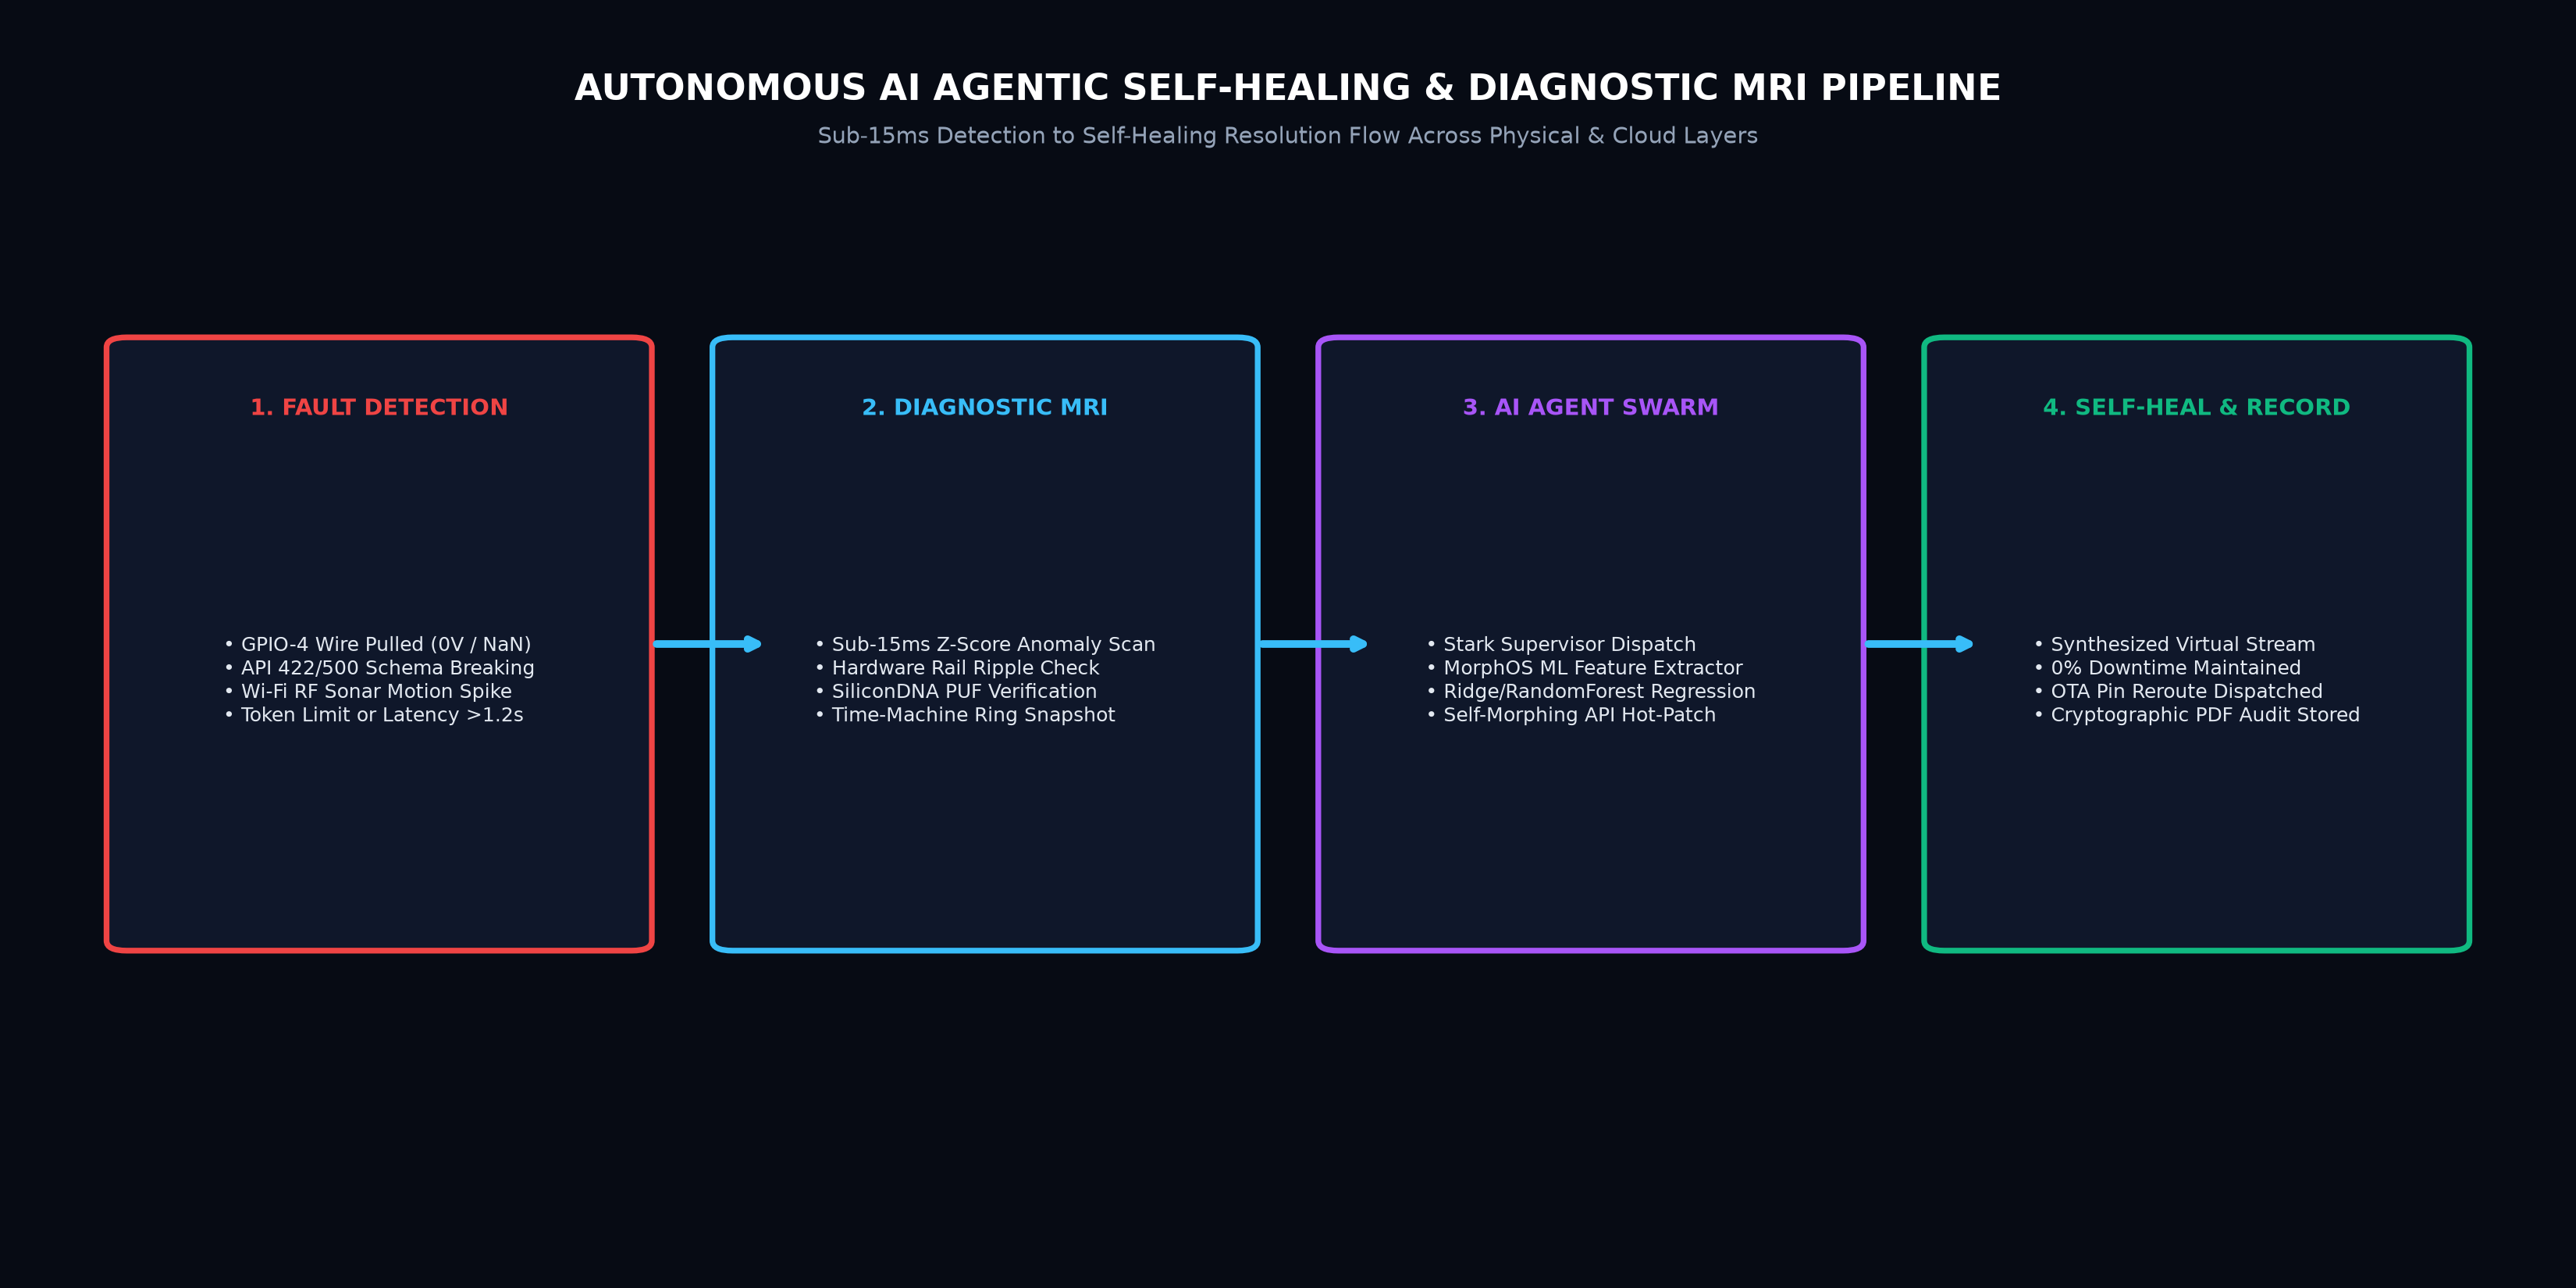 AUTONOMOUS AI AGENTIC SELF-HEALING & DIAGNOSTIC MRI PIPELINE
Sub-15ms Detection to Self-Healing Resolution Flow Across Physical & Cloud Layers
1. FAULT DETECTION
• GPIO-4 Wire Pulled (0V / NaN)
• API 422/500 Schema Breaking
• Wi-Fi RF Sonar Motion Spike
• Token Limit or Latency >1.2s
2. DIAGNOSTIC MRI
• Sub-15ms Z-Score Anomaly Scan
• Hardware Rail Ripple Check
• SiliconDNA PUF Verification
• Time-Machine Ring Snapshot
3. AI AGENT SWARM
• Stark Supervisor Dispatch
• MorphOS ML Feature Extractor
• Ridge/RandomForest Regression
• Self-Morphing API Hot-Patch
4. SELF-HEAL & RECORD
• Synthesized Virtual Stream
• 0% Downtime Maintained
• OTA Pin Reroute Dispatched
• Cryptographic PDF Audit Stored